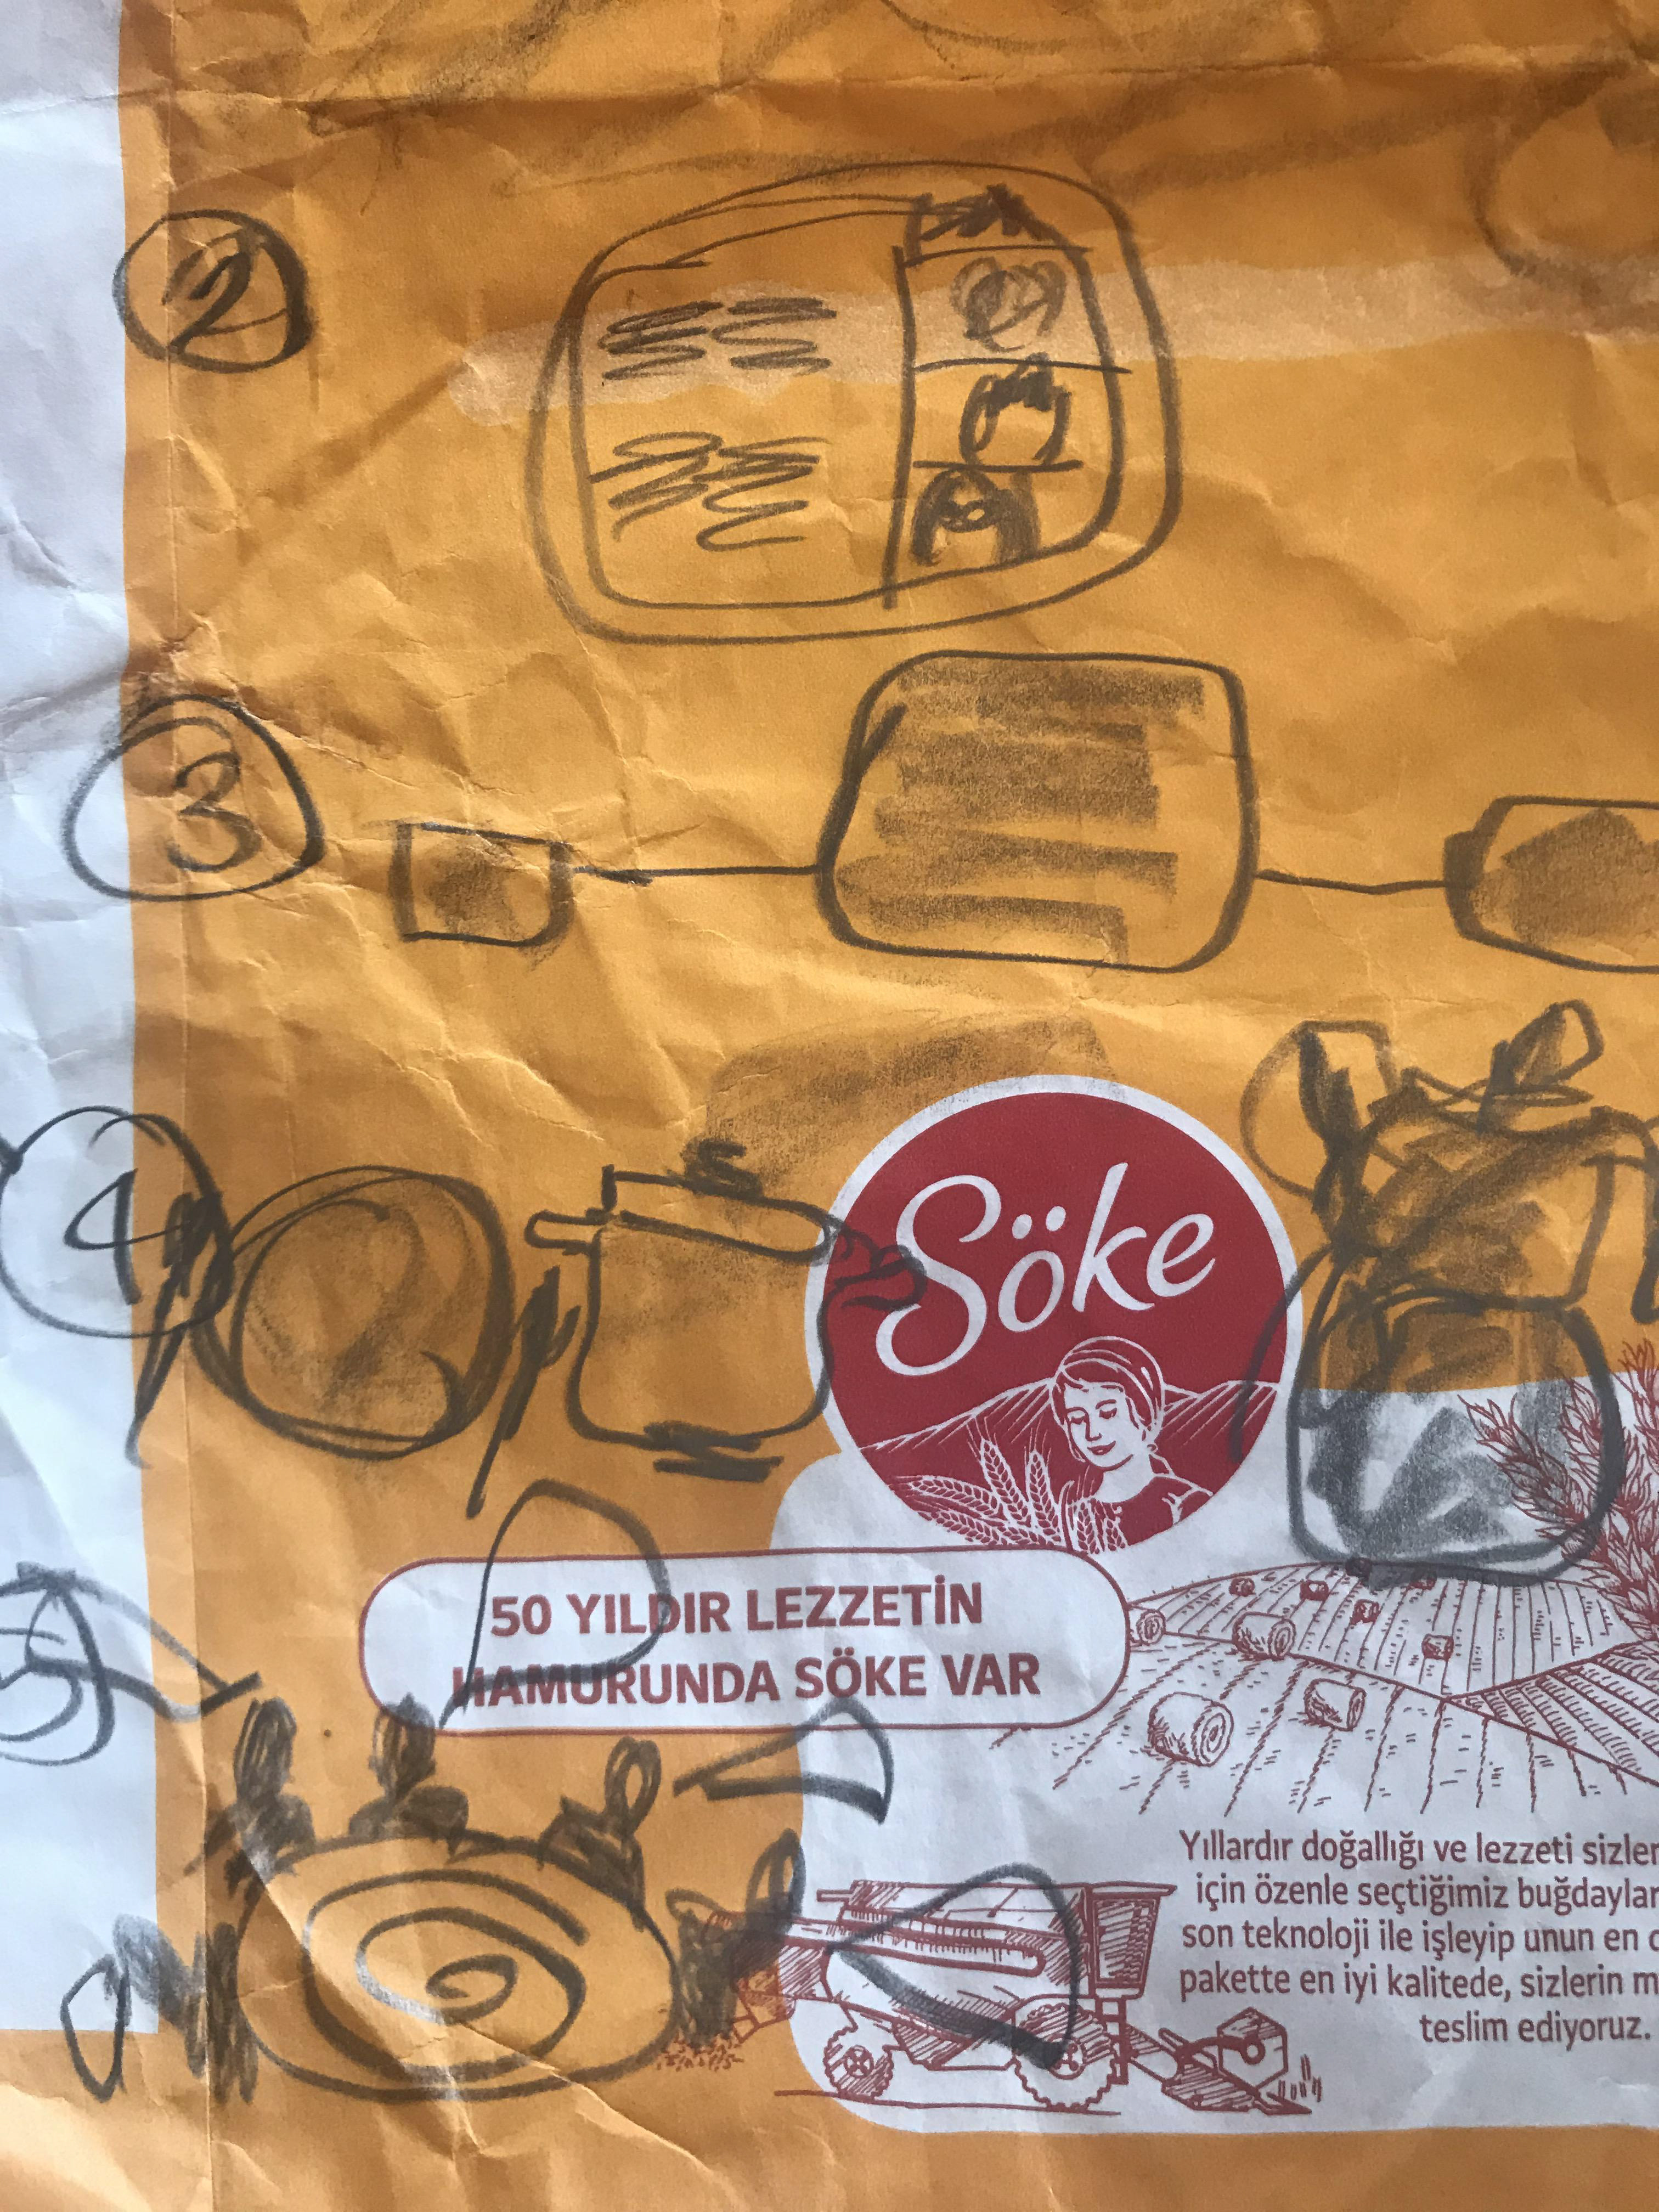 2
3
4
Söke
50 YILDIR LEZZETİN
HAMURUNDA SÖKE VAR
5
Yıllardır doğallığı ve lezzeti sizler
için özenle seçtiğimiz buğdaylar
son teknoloji ile işleyip unun en
pakette en iyi kalitede, sizlerin
teslim ediyoruz.